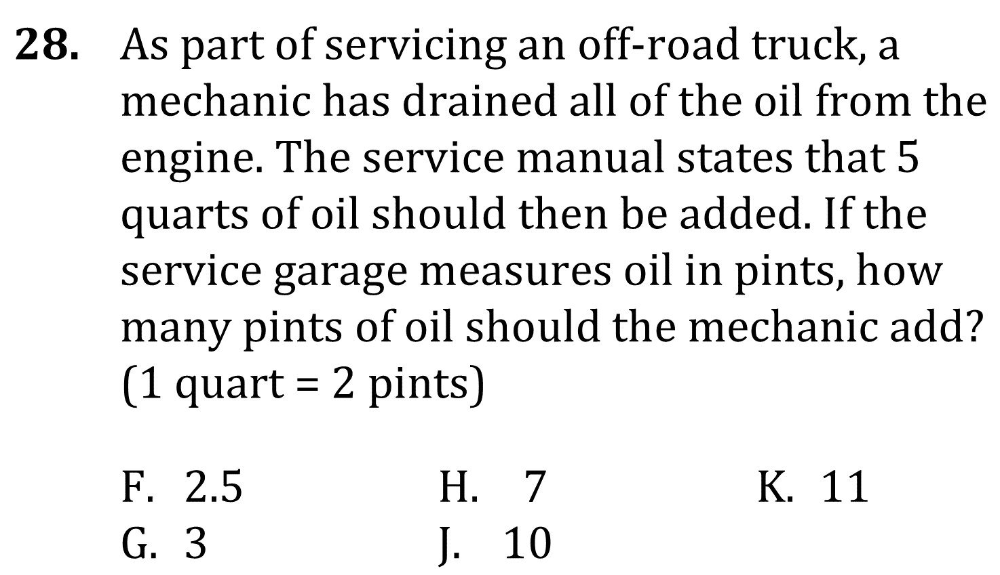 28. As part of servicing an off-road truck, a
mechanic has drained all of the oil from the
engine. The service manual states that 5
quarts of oil should then be added. If the
service garage measures oil in pints, how
many pints of oil should the mechanic add?
(1 quart = 2 pints)
F. 2.5 H. 7 K. 11
G. 3 J. 10